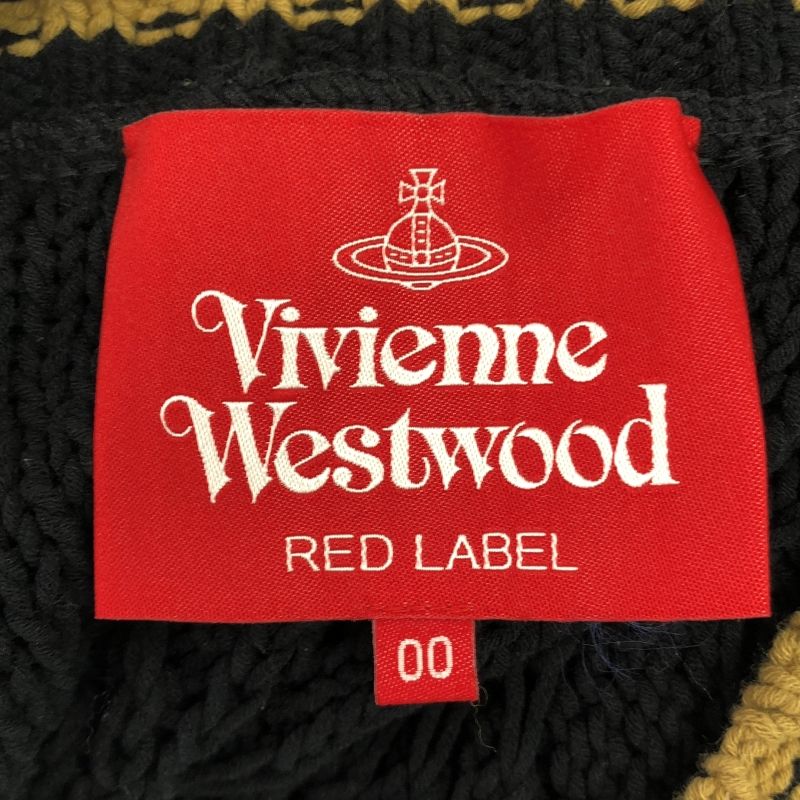 Vivienne
Westwood
RED LABEL
00